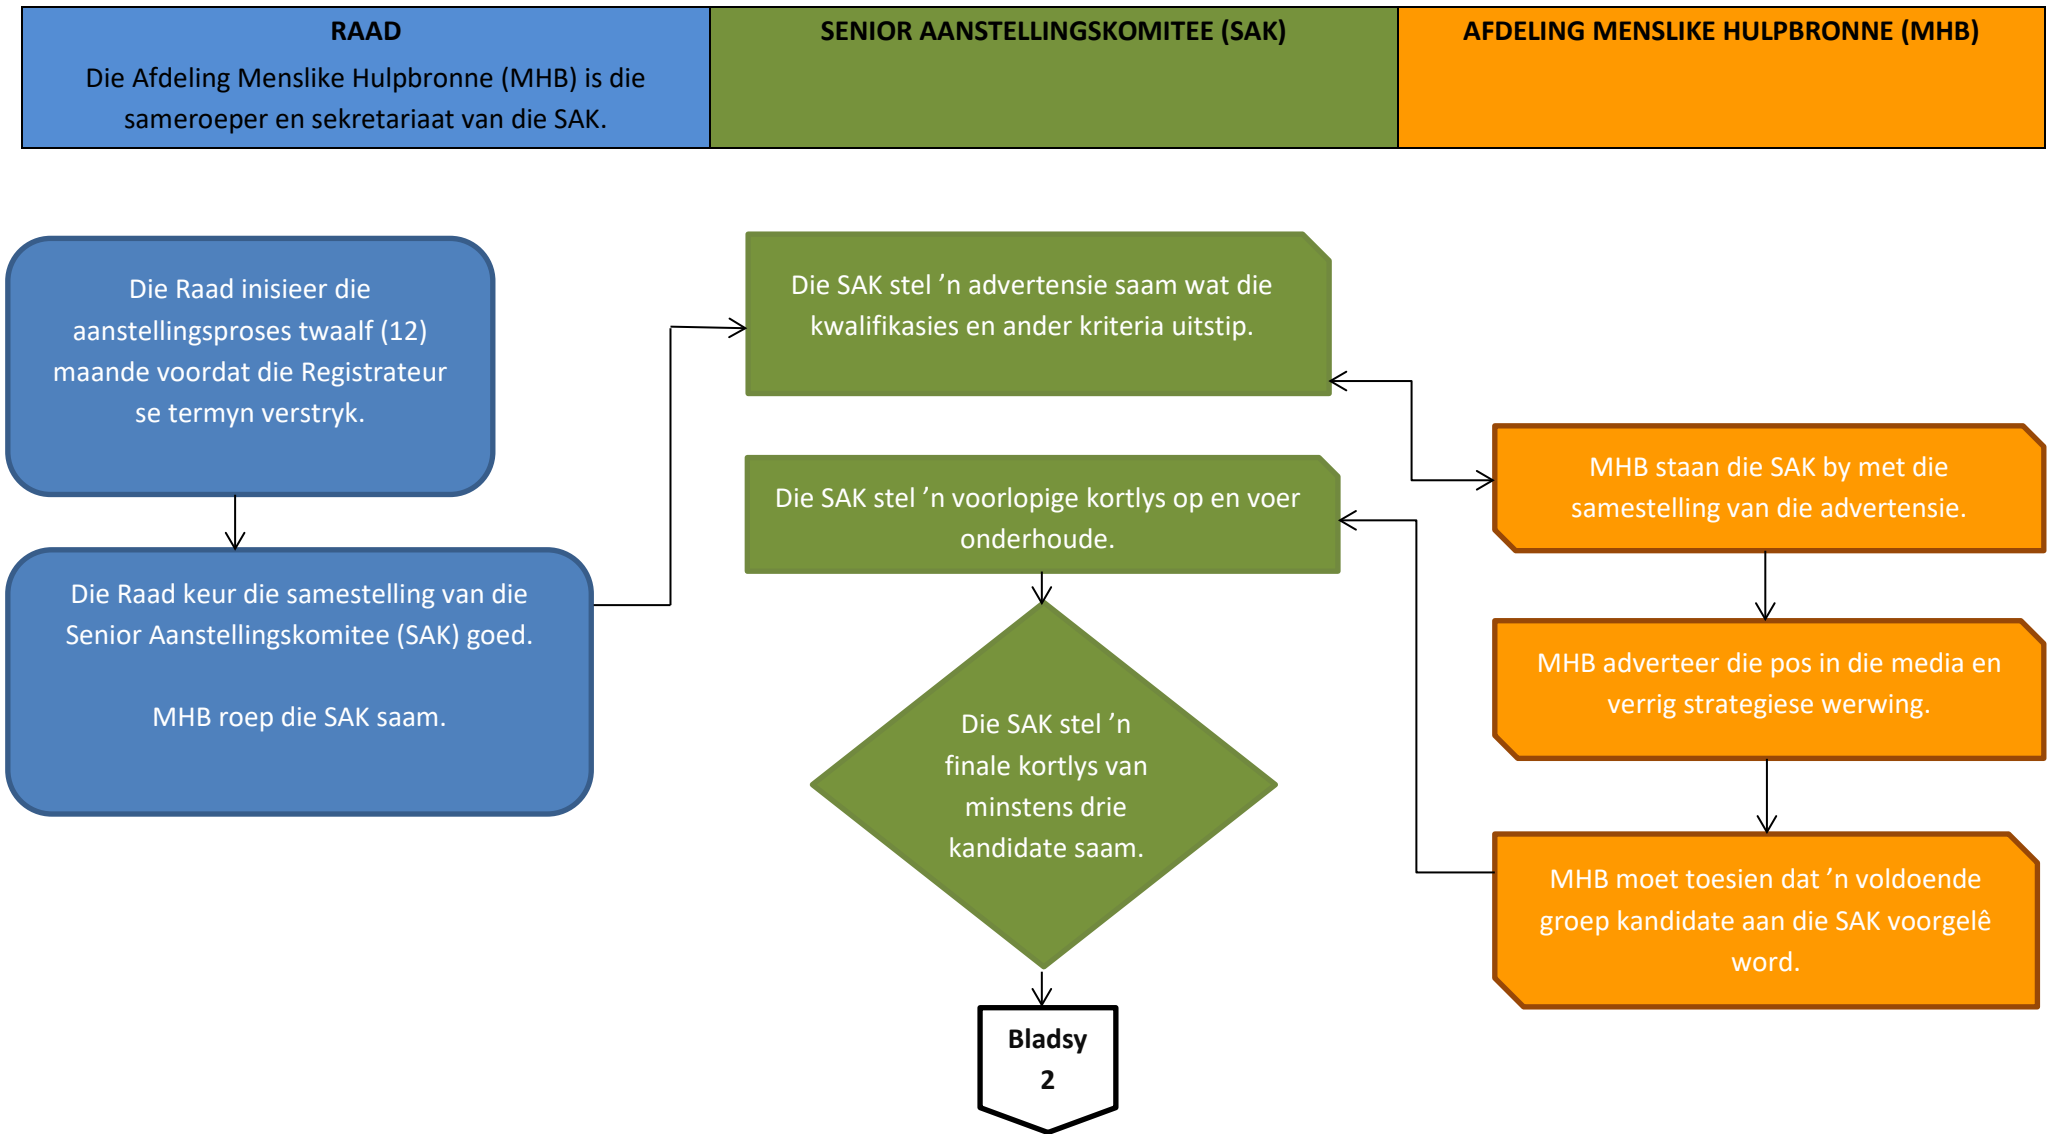 RAAD
Die Afdeling Menslike Hulpbronne (MHB) is die
sameroeper en sekretariaat van die SAK.
SENIOR AANSTELLINGSKOMITEE (SAK)
AFDELING MENSLIKE HULPBRONNE (MHB)
Die Raad inisieer die
aanstellingsproses twaalf (12)
maande voordat die Registrateur
se termyn verstryk.
Die Raad keur die samestelling van die
Senior Aanstellingskomitee (SAK) goed.
MHB roep die SAK saam.
Die SAK stel ’n advertensie saam wat die
kwalifikasies en ander kriteria uitstip.
MHB staan die SAK by met die
samestelling van die advertensie.
MHB adverteer die pos in die media en
verrig strategiese werwing.
MHB moet toesien dat ’n voldoende
groep kandidate aan die SAK voorgelê
word.
Die SAK stel ’n voorlopige kortlys op en voer
onderhoude.
Die SAK stel ’n
finale kortlys van
minstens drie
kandidate saam.
Bladsy
2